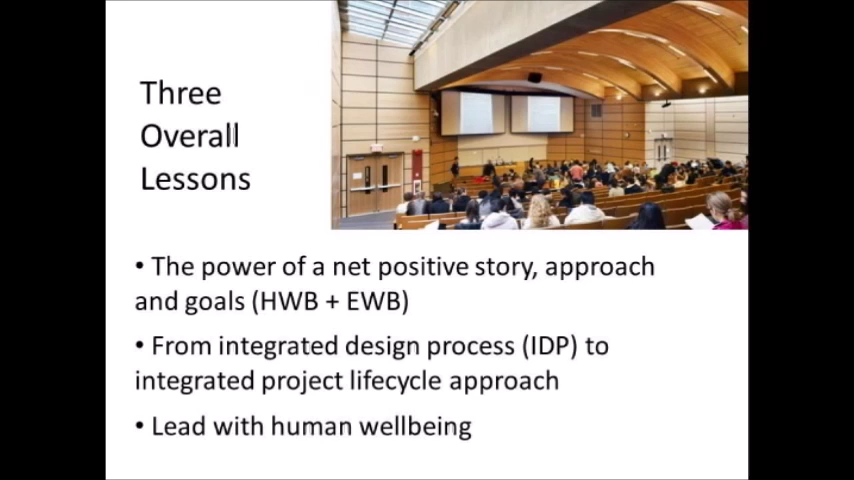 Three
Overall
Lessons
• The power of a net positive story, approach
and goals (HWB + EWB)
• From integrated design process (IDP) to
integrated project lifecycle approach
• Lead with human wellbeing